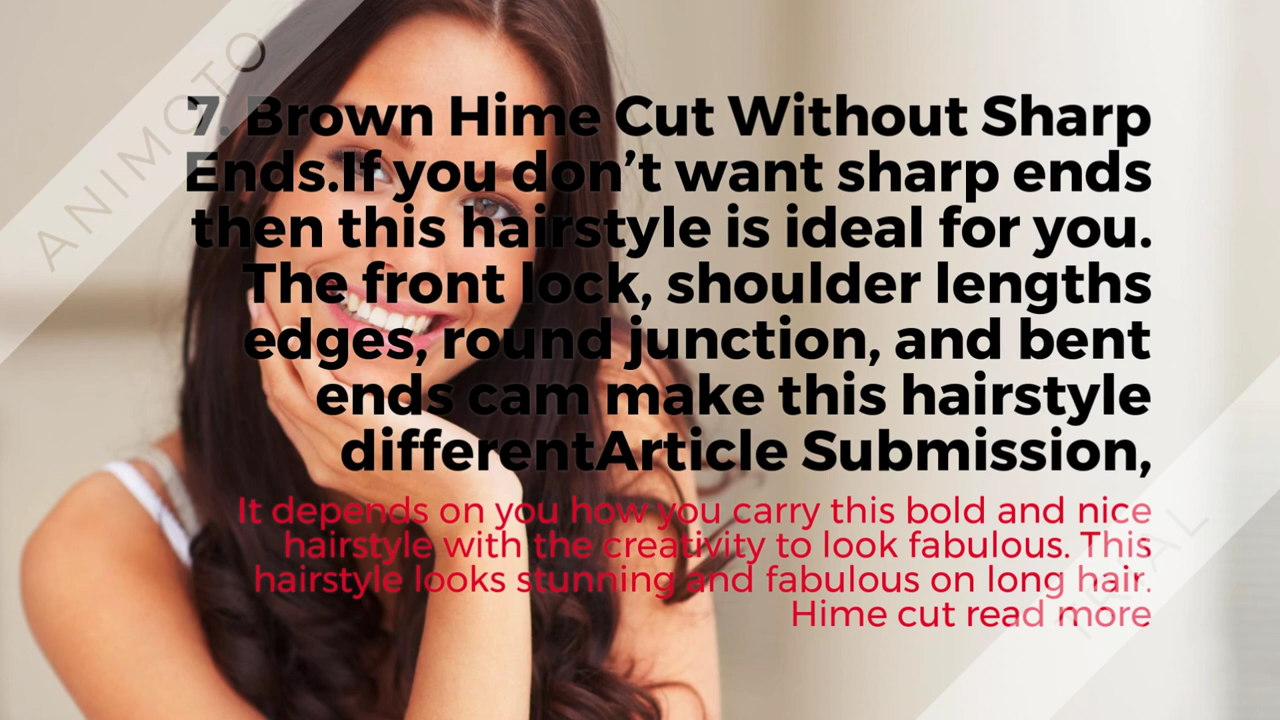 ANIMOTO
7. Brown Hime Cut Without Sharp
Ends.If you don’t want sharp ends
then this hairstyle is ideal for you.
The front lock, shoulder lengths
edges, round junction, and bent
ends cam make this hairstyle
differentArticle Submission,
It depends on you how you carry this bold and nice
hairstyle with the creativity to look fabulous. This
hairstyle looks stunning and fabulous on long hair.
Hime cut read more
TRIAL